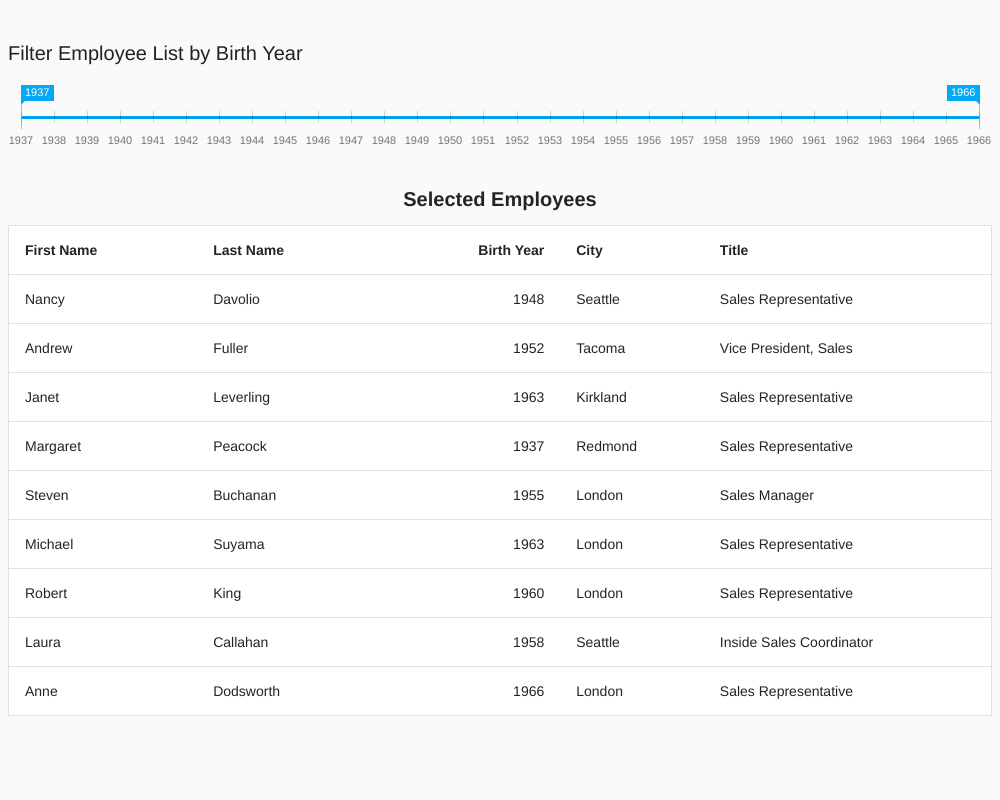 Filter Employee List by Birth Year
1937 1966
1937 1938 1939 1940 1941 1942 1943 1944 1945 1946 1947 1948 1949 1950 1951 1952 1953 1954 1955 1956 1957 1958 1959 1960 1961 1962 1963 1964 1965 1966
Selected Employees
First Name Last Name Birth Year City Title
Nancy Davolio 1948 Seattle Sales Representative
Andrew Fuller 1952 Tacoma Vice President, Sales
Janet Leverling 1963 Kirkland Sales Representative
Margaret Peacock 1937 Redmond Sales Representative
Steven Buchanan 1955 London Sales Manager
Michael Suyama 1963 London Sales Representative
Robert King 1960 London Sales Representative
Laura Callahan 1958 Seattle Inside Sales Coordinator
Anne Dodsworth 1966 London Sales Representative